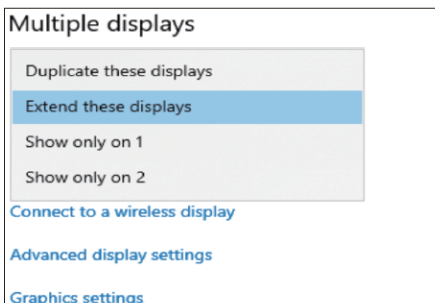 Multiple displays
Duplicate these displays
Extend these displays
Show only on 1
Show only on 2
Connect to a wireless display
Advanced display settings
Graphics settings